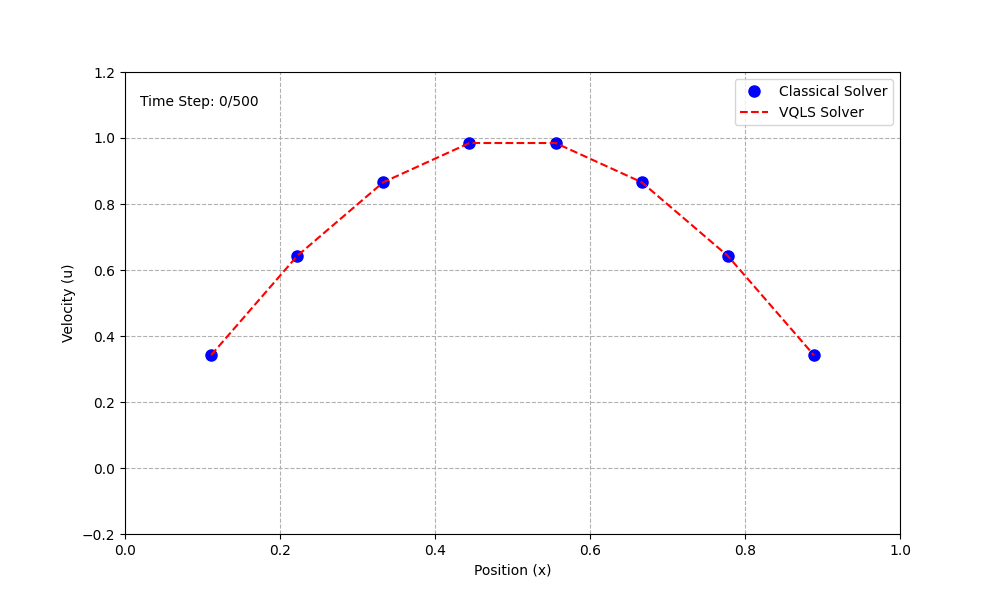 Time Step: 0/500
Classical Solver
VQLS Solver
1.2
1.0
0.8
0.6
0.4
0.2
0.0
−0.2
Velocity (u)
0.0 0.2 0.4 0.6 0.8 1.0
Position (x)